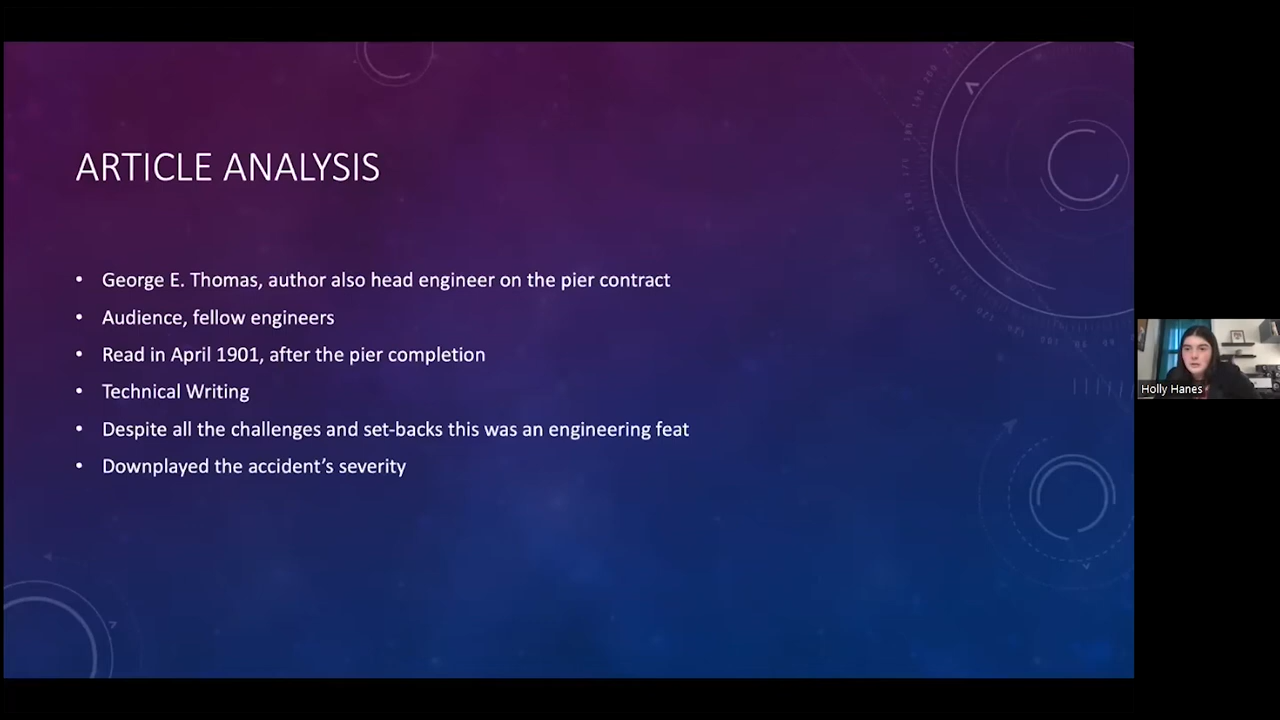 ARTICLE ANALYSIS
• George E. Thomas, author also head engineer on the pier contract
• Audience, fellow engineers
• Read in April 1901, after the pier completion
• Technical Writing
• Despite all the challenges and set-backs this was an engineering feat
• Downplayed the accident’s severity
Holly Hanes